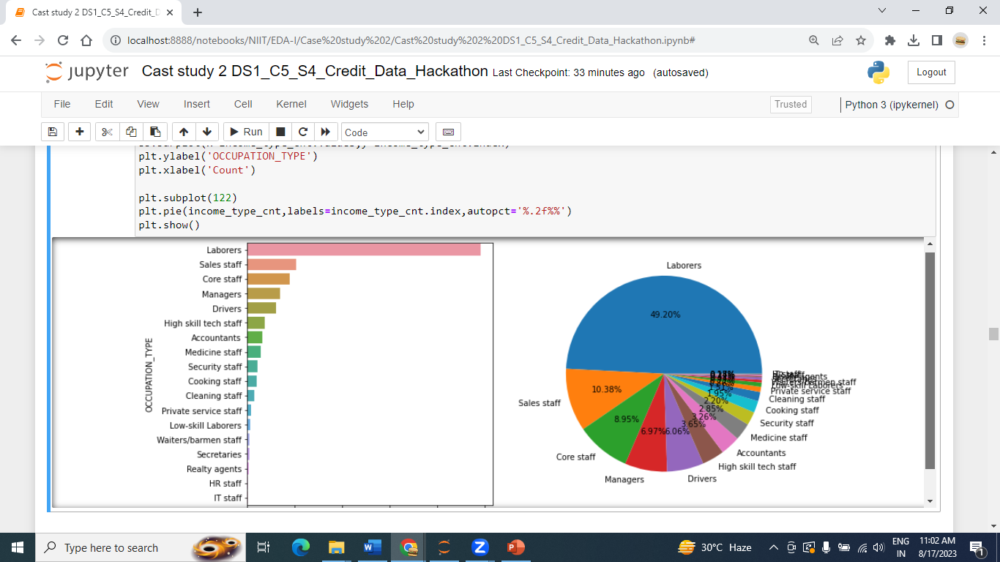 Cast study 2 DS1_C5_S4_Credit_D
localhost:8888/notebooks/NIIT/EDA-I/Case%20study%202/Cast%20study%202%20DS1_C5_S4_Credit_Data_Hackathon.ipynb#
jupyter Cast study 2 DS1_C5_S4_Credit_Data_Hackathon Last Checkpoint: 33 minutes ago (autosaved)
Logout
File Edit View Insert Cell Kernel Widgets Help
Trusted Python 3 (ipykernel)
Run Code
plt.ylabel('OCCUPATION_TYPE')
plt.xlabel('Count')
plt.subplot(122)
plt.pie(income_type_cnt,labels=income_type_cnt.index,autopct='%.2f%%')
plt.show()
OCCUPATION_TYPE
Laborers
Sales staff
Core staff
Managers
Drivers
High skill tech staff
Accountants
Medicine staff
Security staff
Cooking staff
Cleaning staff
Private service staff
Low-skill Laborers
Waiters/barmen staff
Secretaries
Realty agents
HR staff
IT staff
Laborers
49.20%
Sales staff
10.38%
Core staff
8.95%
Managers
6.97%
Drivers
6.06%
High skill tech staff
3.65%
Accountants
3.26%
Medicine staff
2.85%
Security staff
2.20%
Cooking staff
1.95%
Cleaning staff
Private service staff
Low-skill Laborers
Waiters/barmen staff
Type here to search
30°C Haze
ENG
IN
11:02 AM
8/17/2023
1